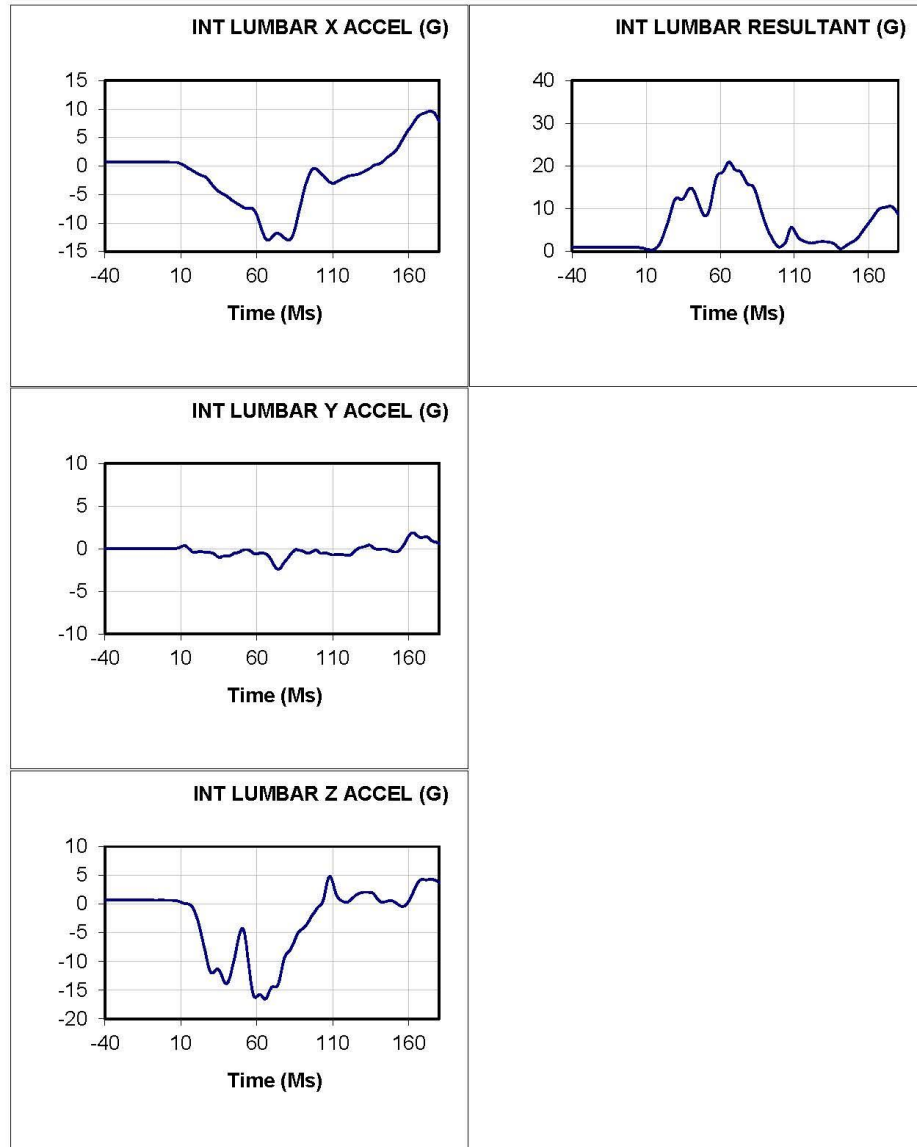 INT LUMBAR X ACCEL (G)
15
10
5
0
-5
-10
-15
-40 10 60 110 160
Time (Ms)
INT LUMBAR RESULTANT (G)
40
30
20
10
0
-40 10 60 110 160
Time (Ms)
INT LUMBAR Y ACCEL (G)
10
5
0
-5
-10
-40 10 60 110 160
Time (Ms)
INT LUMBAR Z ACCEL (G)
10
5
0
-5
-10
-15
-20
-40 10 60 110 160
Time (Ms)